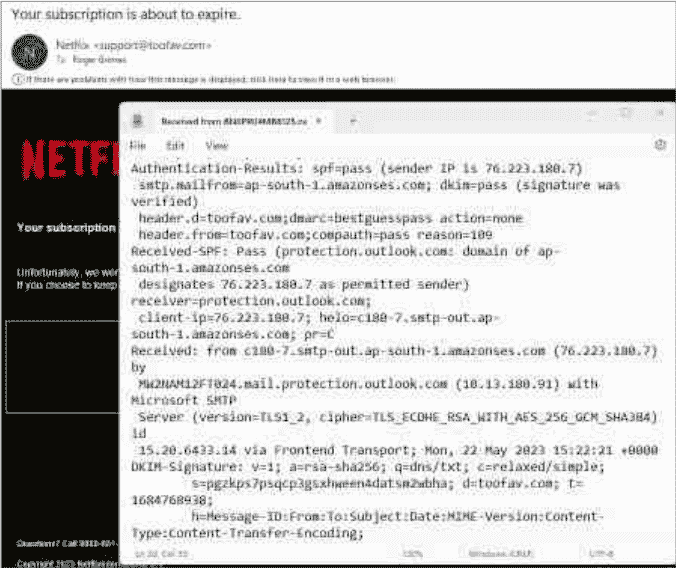 Your subscription is about to expire.
N
Netflix <support@toofav.com>
To Roger Grimes
If there are problems with how this message is displayed, click here to view it in a web browser.
Received from
File Edit View
NETF
Authentication-Results: spf=pass (sender IP is 76.223.180.7)
smtp.mailfrom=ap-south-1.amazonses.com; dkim=pass (signature was
verified)
header.d=toofav.com;dmarc=bestguesspass action=none
header.from=toofav.com;compauth=pass reason=109
Received-SPF: Pass (protection.outlook.com: domain of ap-
south-1.amazonses.com
designates 76.223.180.7 as permitted sender)
receiver=protection.outlook.com;
client-ip=76.223.180.7; helo=c180-7.smtp-out.ap-
south-1.amazonses.com; pr=C
Received: from c180-7.smtp-out.ap-south-1.amazonses.com (76.223.180.7)
by
MW2NAM12FT024.mail.protection.outlook.com (10.13.180.91) with
Microsoft SMTP
Server (version=TLS1_2, cipher=TLS_ECDHE_RSA_WITH_AES_256_GCM_SHA384)
id
15.20.6433.14 via Frontend Transport; Mon, 22 May 2023 15:22:21 +0000
DKIM-Signature: v=1; a=rsa-sha256; q=dns/txt; c=relaxed/simple;
s=pgzkps7psqcp3gsxhween4datsm2wbha; d=toofav.com; t=
1684768938;
h=Message-ID:From:To:Subject:Date:MIME-Version:Content-
Type:Content-Transfer-Encoding;
Your subscription
Unfortunately, we
If you choose to keep
Questions? Call
Copyright 2023
Windows (CRLF)
UTF-8